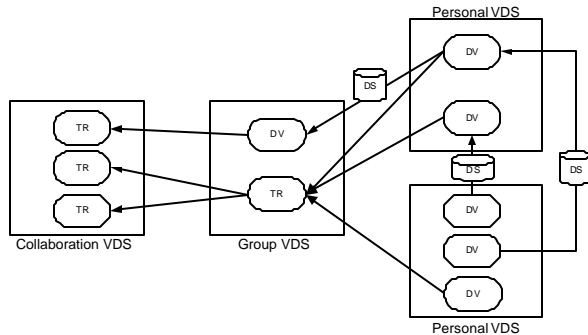 Personal VDS
DV
DS
TR
DV
DV
TR
DS
DS
TR
TR
DV
Collaboration VDS
Group VDS
DV
DV
Personal VDS